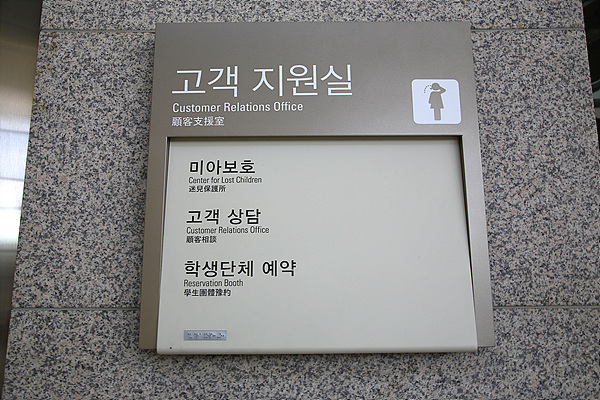 고객 지원실
Customer Relations Office
顧客支援室
미아보호
Center for Lost Children
迷兒保護所
고객 상담
Customer Relations Office
顧客相談
학생단체 예약
Reservation Booth
學生團體豫約